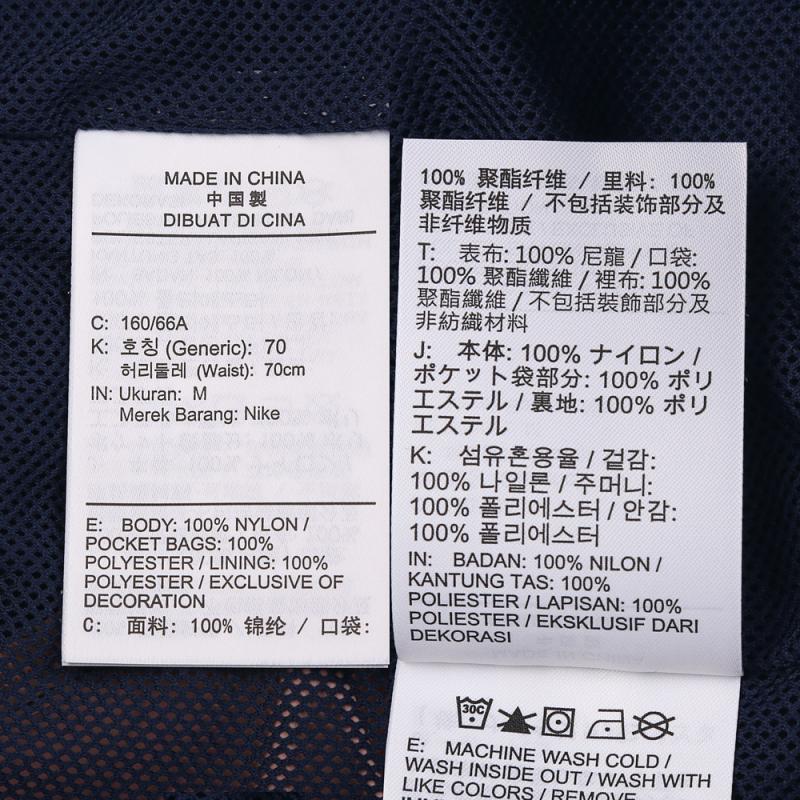 MADE IN CHINA
中国製
DIBUAT DI CINA
C: 160/66A
K: 호칭 (Generic): 70
허리둘레 (Waist): 70cm
IN: Ukuran: M
Merek Barang: Nike
E: BODY: 100% NYLON /
POCKET BAGS: 100%
POLYESTER / LINING: 100%
POLYESTER / EXCLUSIVE OF
DECORATION
C: 面料: 100% 锦纶 / 口袋:
100% 聚酯纤维 / 里料: 100%
聚酯纤维 / 不包括装饰部分及
非纤维物质
T: 表布: 100% 尼龍 / 口袋:
100% 聚酯纖維 / 裡布: 100%
聚酯纖維 / 不包括裝飾部分及
非紡織材料
J: 本体: 100% ナイロン /
ポケット袋部分: 100% ポリ
エステル / 裏地: 100% ポリ
エステル
K: 섬유혼용율 / 겉감:
100% 나일론 / 주머니:
100% 폴리에스터 / 안감:
100% 폴리에스터
IN: BADAN: 100% NILON /
KANTUNG TAS: 100%
POLIESTER / LAPISAN: 100%
POLIESTER / EKSKLUSIF DARI
DEKORASI
30C
E: MACHINE WASH COLD /
WASH INSIDE OUT / WASH WITH
LIKE COLORS / REMOVE